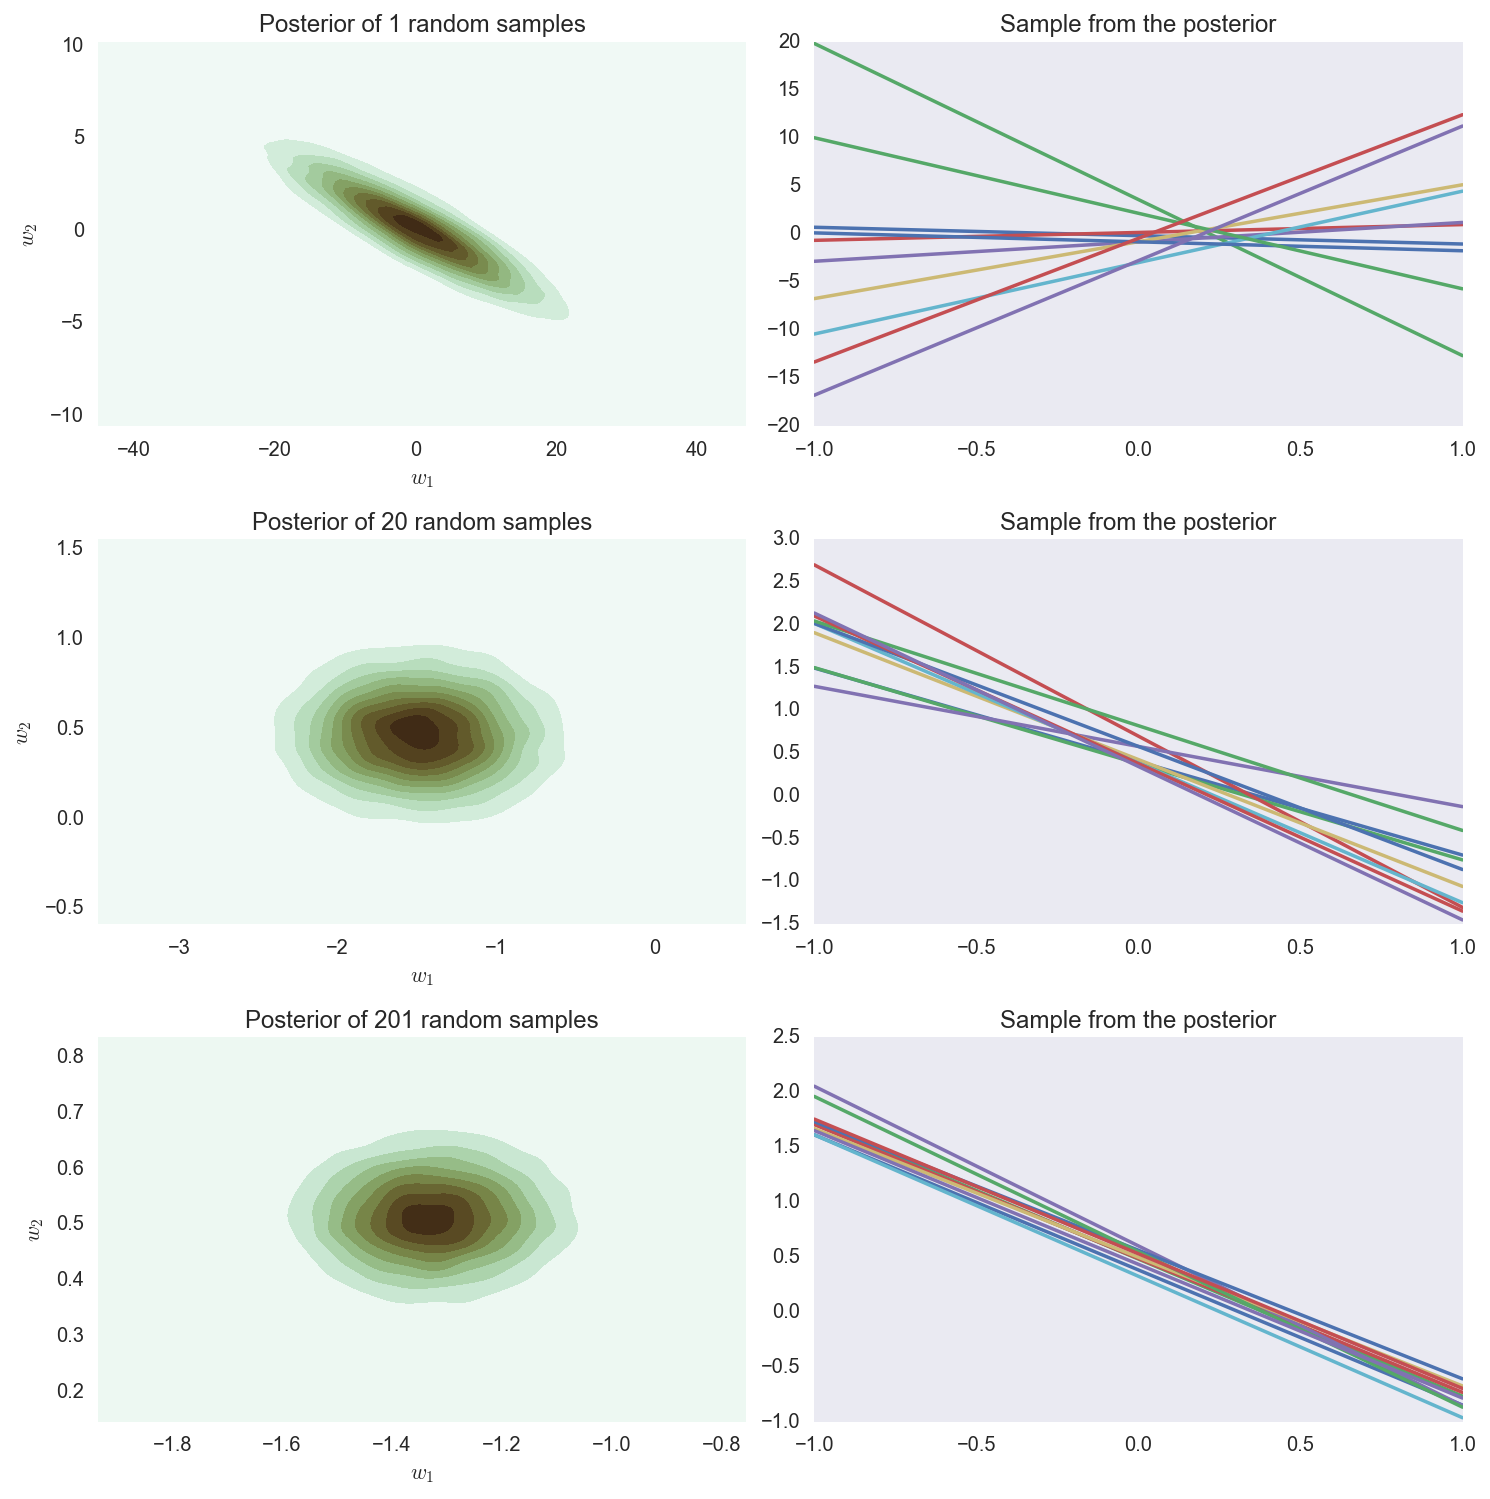 Posterior of 1 random samples
10
5
0
−5
−10
w2
−40 −20 0 20 40
w1
Sample from the posterior
20
15
10
5
0
−5
−10
−15
−20
−1.0 −0.5 0.0 0.5 1.0
Posterior of 20 random samples
1.5
1.0
0.5
0.0
−0.5
w2
−3 −2 −1 0
w1
Sample from the posterior
3.0
2.5
2.0
1.5
1.0
0.5
0.0
−0.5
−1.0
−1.5
−1.0 −0.5 0.0 0.5 1.0
Posterior of 201 random samples
0.8
0.7
0.6
0.5
0.4
0.3
0.2
w2
−1.8 −1.6 −1.4 −1.2 −1.0 −0.8
w1
Sample from the posterior
2.5
2.0
1.5
1.0
0.5
0.0
−0.5
−1.0
−1.0 −0.5 0.0 0.5 1.0